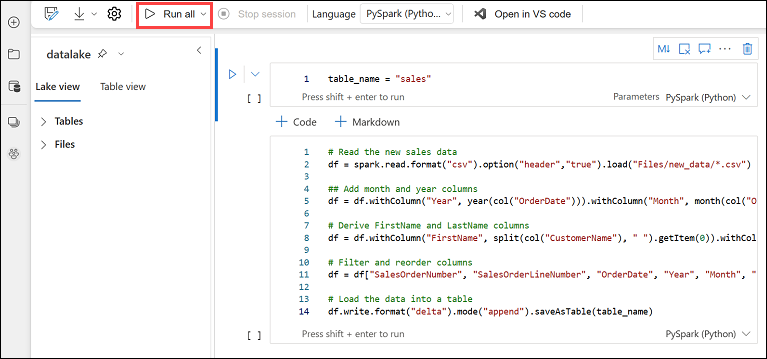 Run all
Stop session
Language
PySpark (Pytho...
Open in VS code
datalake
Lake view
Table view
Tables
Files
M↓
1 table_name = "sales"
[ ]
Press shift + enter to run
Parameters
PySpark (Python)
+ Code
+ Markdown
1 # Read the new sales data
2 df = spark.read.format("csv").option("header","true").load("Files/new_data/*.csv")
3
4 ## Add month and year columns
5 df = df.withColumn("Year", year(col("OrderDate"))).withColumn("Month", month(col("O
6
7 # Derive FirstName and LastName columns
8 df = df.withColumn("FirstName", split(col("CustomerName"), " ").getItem(0)).withCol
9
10 # Filter and reorder columns
11 df = df["SalesOrderNumber", "SalesOrderLineNumber", "OrderDate", "Year", "Month", "
12
13 # Load the data into a table
14 df.write.format("delta").mode("append").saveAsTable(table_name)
[ ]
Press shift + enter to run
PySpark (Python)